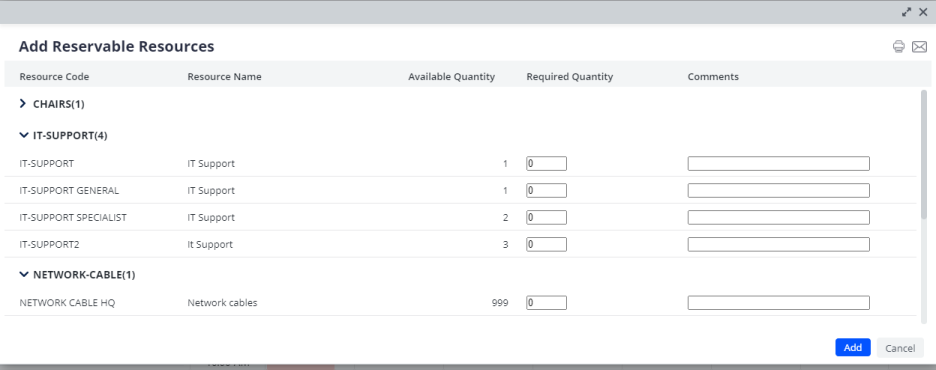 Add Reservable Resources
Resource Code Resource Name Available Quantity Required Quantity Comments
CHAIRS(1)
IT-SUPPORT(4)
IT-SUPPORT IT Support 1 0
IT-SUPPORT GENERAL IT Support 1 0
IT-SUPPORT SPECIALIST IT Support 2 0
IT-SUPPORT2 It Support 3 0
NETWORK-CABLE(1)
NETWORK CABLE HQ Network cables 999 0
Add Cancel